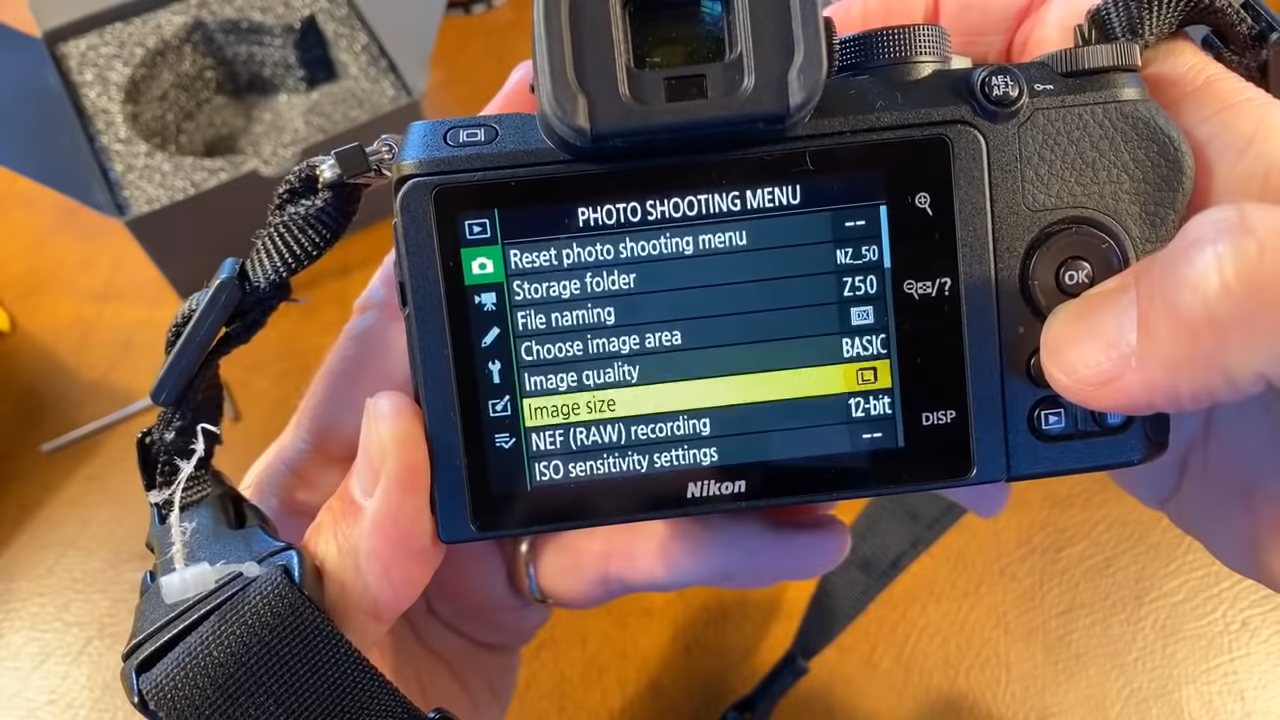 AE-L
AF-L
PHOTO SHOOTING MENU
Reset photo shooting menu --
Storage folder NZ_50
File naming Z50
Choose image area DX
Image quality BASIC
Image size L
NEF (RAW) recording 12-bit
ISO sensitivity settings --
/?
DISP
OK
Nikon